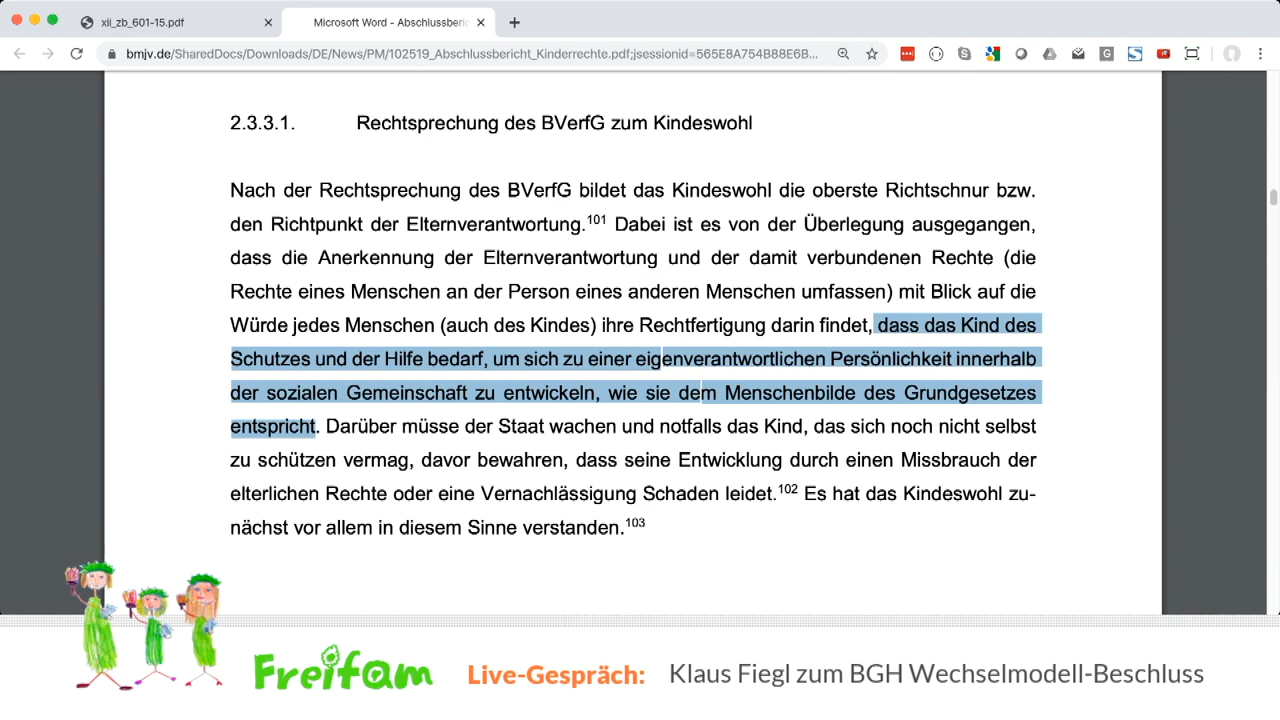 xii_zb_601-15.pdf
Microsoft Word - Abschlussberic
bmjv.de/SharedDocs/Downloads/DE/News/PM/102519_Abschlussbericht_Kinderrechte.pdf;jsessionid=565E8A754B88E6B...
2.3.3.1. Rechtsprechung des BVerfG zum Kindeswohl
Nach der Rechtsprechung des BVerfG bildet das Kindeswohl die oberste Richtschnur bzw.
den Richtpunkt der Elternverantwortung.101 Dabei ist es von der Überlegung ausgegangen,
dass die Anerkennung der Elternverantwortung und der damit verbundenen Rechte (die
Rechte eines Menschen an der Person eines anderen Menschen umfassen) mit Blick auf die
Würde jedes Menschen (auch des Kindes) ihre Rechtfertigung darin findet, dass das Kind des
Schutzes und der Hilfe bedarf, um sich zu einer eigenverantwortlichen Persönlichkeit innerhalb
der sozialen Gemeinschaft zu entwickeln, wie sie dem Menschenbilde des Grundgesetzes
entspricht. Darüber müsse der Staat wachen und notfalls das Kind, das sich noch nicht selbst
zu schützen vermag, davor bewahren, dass seine Entwicklung durch einen Missbrauch der
elterlichen Rechte oder eine Vernachlässigung Schaden leidet.102 Es hat das Kindeswohl zu-
nächst vor allem in diesem Sinne verstanden.103
Freifam
Live-Gespräch: Klaus Fiegl zum BGH Wechselmodell-Beschluss